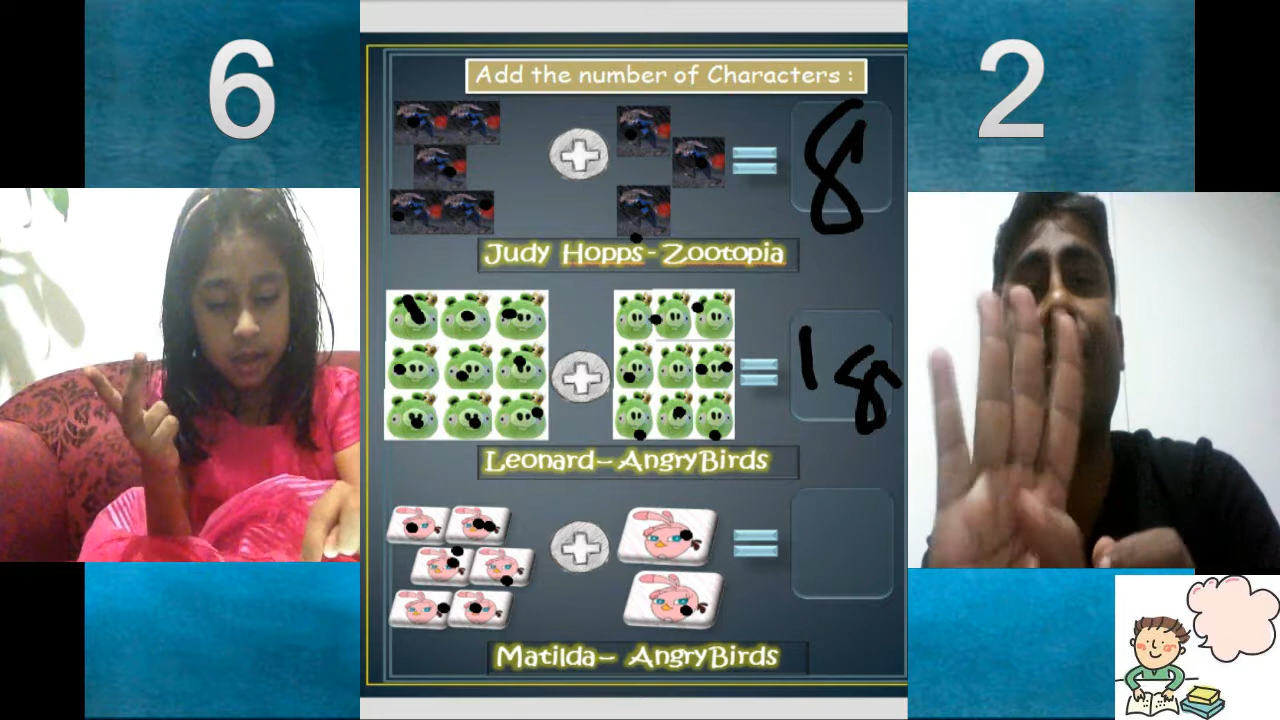 6
2
Add the number of Characters :
8
Judy Hopps - Zootopia
18
Leonard – AngryBirds
Matilda – AngryBirds